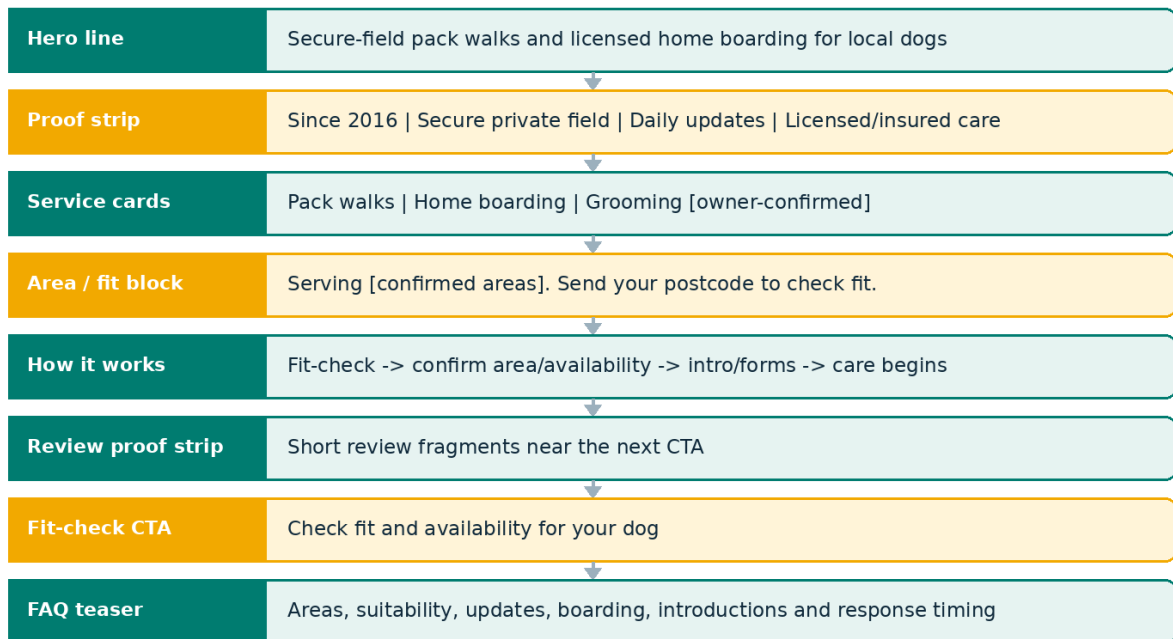 Hero line
Secure-field pack walks and licensed home boarding for local dogs
Proof strip
Since 2016 | Secure private field | Daily updates | Licensed/insured care
Service cards
Pack walks | Home boarding | Grooming [owner-confirmed]
Area / fit block
Serving [confirmed areas]. Send your postcode to check fit.
How it works
Fit-check -> confirm area/availability -> intro/forms -> care begins
Review proof strip
Short review fragments near the next CTA
Fit-check CTA
Check fit and availability for your dog
FAQ teaser
Areas, suitability, updates, boarding, introductions and response timing